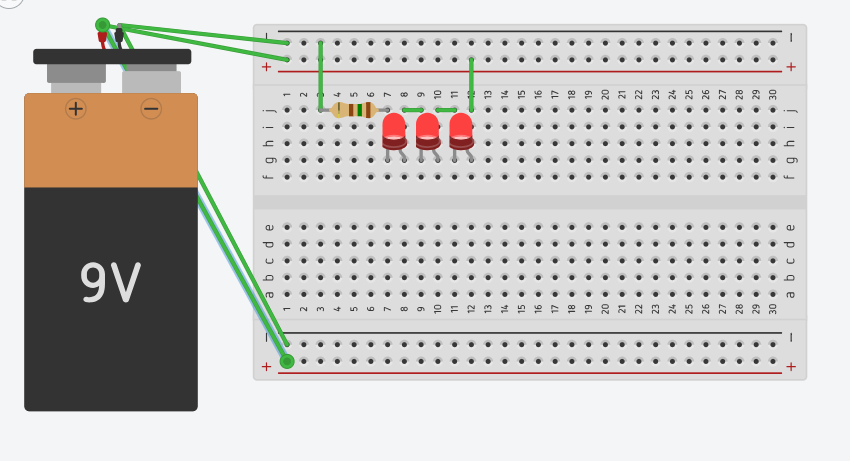 − −
+ +
1 2 3 4 5 6 7 8 9 10 11 12 13 14 15 16 17 18 19 20 21 22 23 24 25 26 27 28 29 30
j j
i i
h h
g g
f f
+ −
9V
e e
d d
c c
b b
a a
1 2 3 4 5 6 7 8 9 10 11 12 13 14 15 16 17 18 19 20 21 22 23 24 25 26 27 28 29 30
− −
+ +